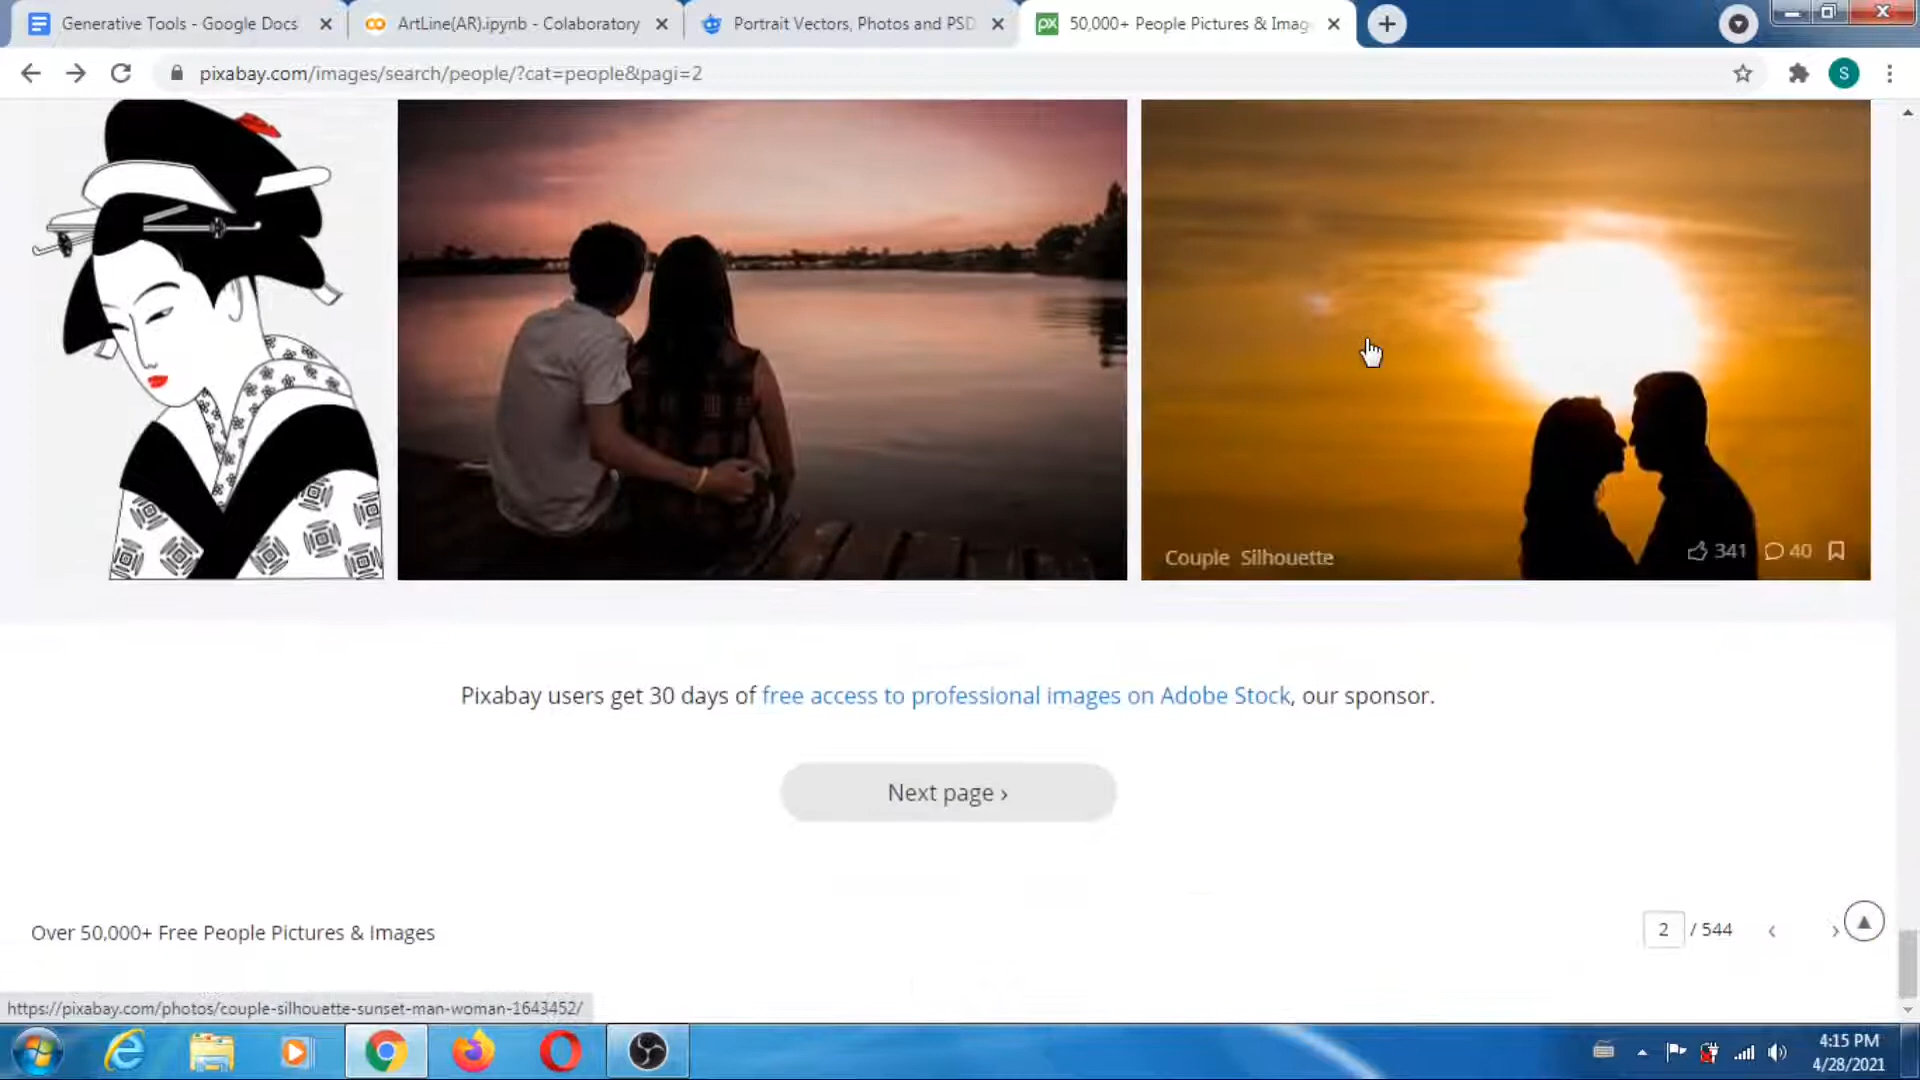 Generative Tools - Google Docs
ArtLine(AR).ipynb - Colaboratory
Portrait Vectors, Photos and PSD
px
50,000+ People Pictures & Imag
pixabay.com/images/search/people/?cat=people&pagi=2
S
Couple Silhouette
341
40
Pixabay users get 30 days of free access to professional images on Adobe Stock, our sponsor.
Next page ›
Over 50,000+ Free People Pictures & Images
2 / 544
https://pixabay.com/photos/couple-silhouette-sunset-man-woman-1643452/
4:15 PM
4/28/2021